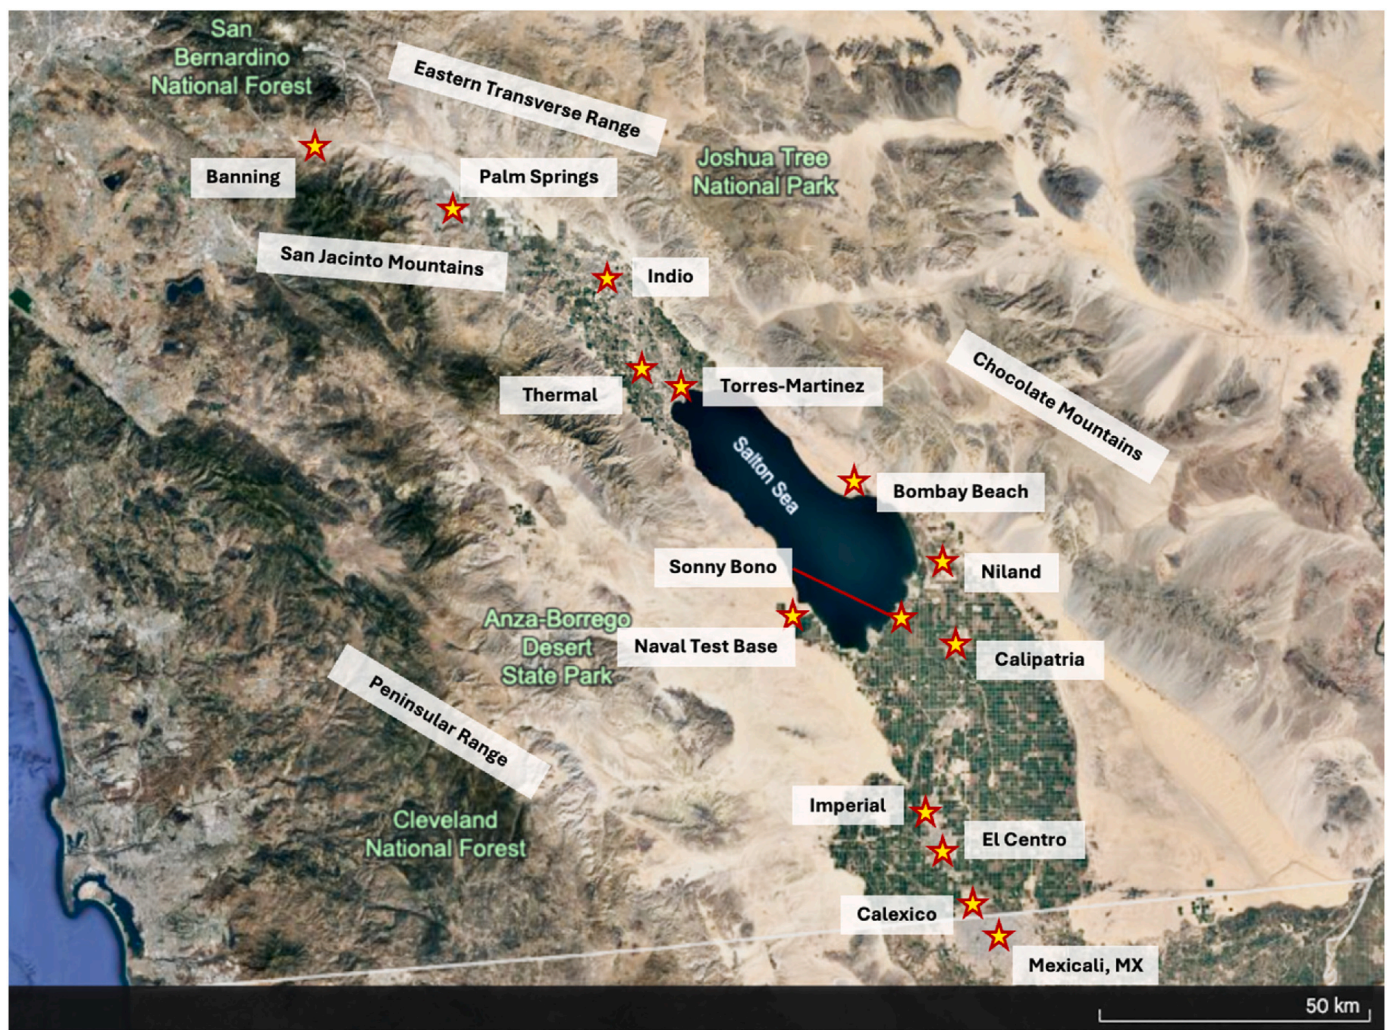 San
Bernardino
National Forest
Eastern Transverse Range
Joshua Tree
National Park
Banning
Palm Springs
San Jacinto Mountains
Indio
Chocolate Mountains
Thermal
Torres-Martinez
Salton Sea
Bombay Beach
Sonny Bono
Niland
Anza-Borrego
Desert
State Park
Naval Test Base
Calipatria
Peninsular Range
Imperial
Cleveland
National Forest
El Centro
Calexico
Mexicali, MX
50 km